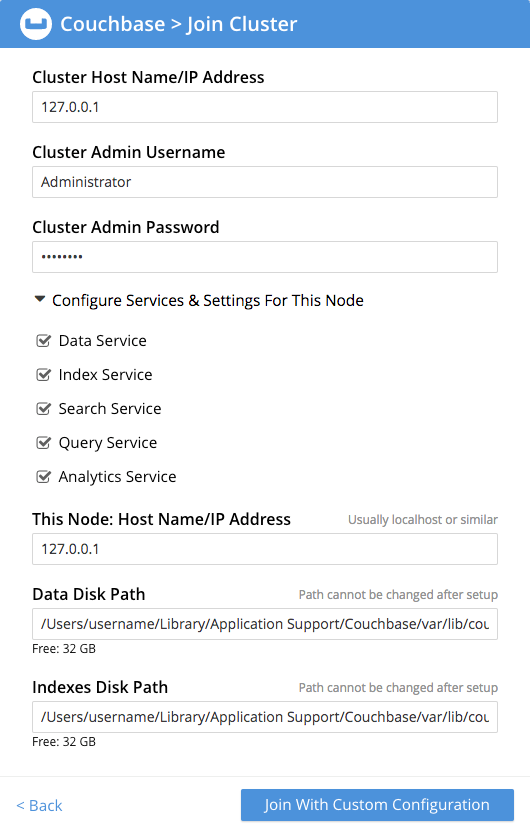 Couchbase > Join Cluster
Cluster Host Name/IP Address
127.0.0.1
Cluster Admin Username
Administrator
Cluster Admin Password
••••••••
Configure Services & Settings For This Node
Data Service
Index Service
Search Service
Query Service
Analytics Service
This Node: Host Name/IP Address Usually localhost or similar
127.0.0.1
Data Disk Path Path cannot be changed after setup
/Users/username/Library/Application Support/Couchbase/var/lib/cou
Free: 32 GB
Indexes Disk Path Path cannot be changed after setup
/Users/username/Library/Application Support/Couchbase/var/lib/cou
Free: 32 GB
< Back Join With Custom Configuration